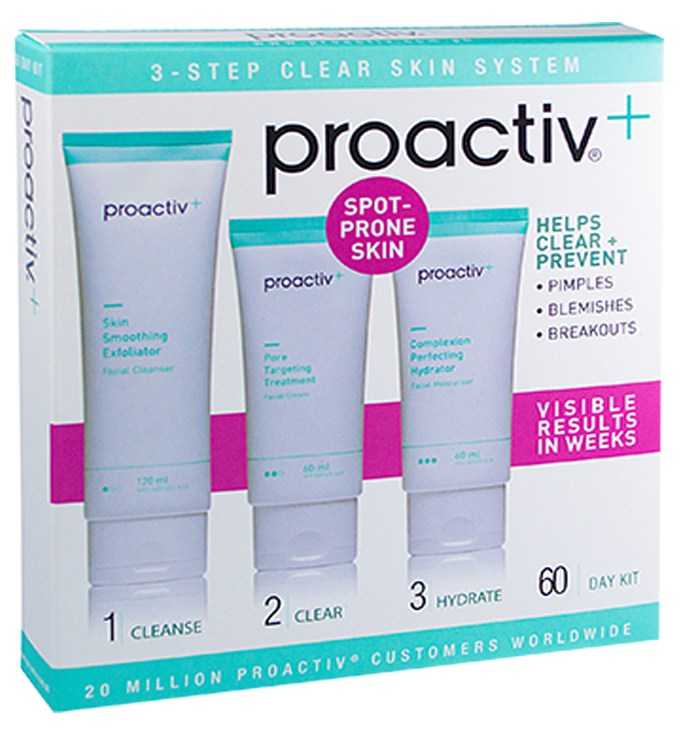 3-STEP CLEAR SKIN SYSTEM
proactiv+
®
proactiv+
SPOT-
PRONE
SKIN
HELPS
CLEAR +
PREVENT
• PIMPLES
• BLEMISHES
• BREAKOUTS
VISIBLE
RESULTS
IN WEEKS
proactiv+
Skin
Smoothing
Exfoliator
Facial Cleanser
120 ml
proactiv+
Pore
Targeting
Treatment
Facial Cream
60 ml
proactiv+
Complexion
Perfecting
Hydrator
Facial Moisturiser
60 ml
1 CLEANSE
2 CLEAR
3 HYDRATE
60 DAY KIT
20 MILLION PROACTIV® CUSTOMERS WORLDWIDE